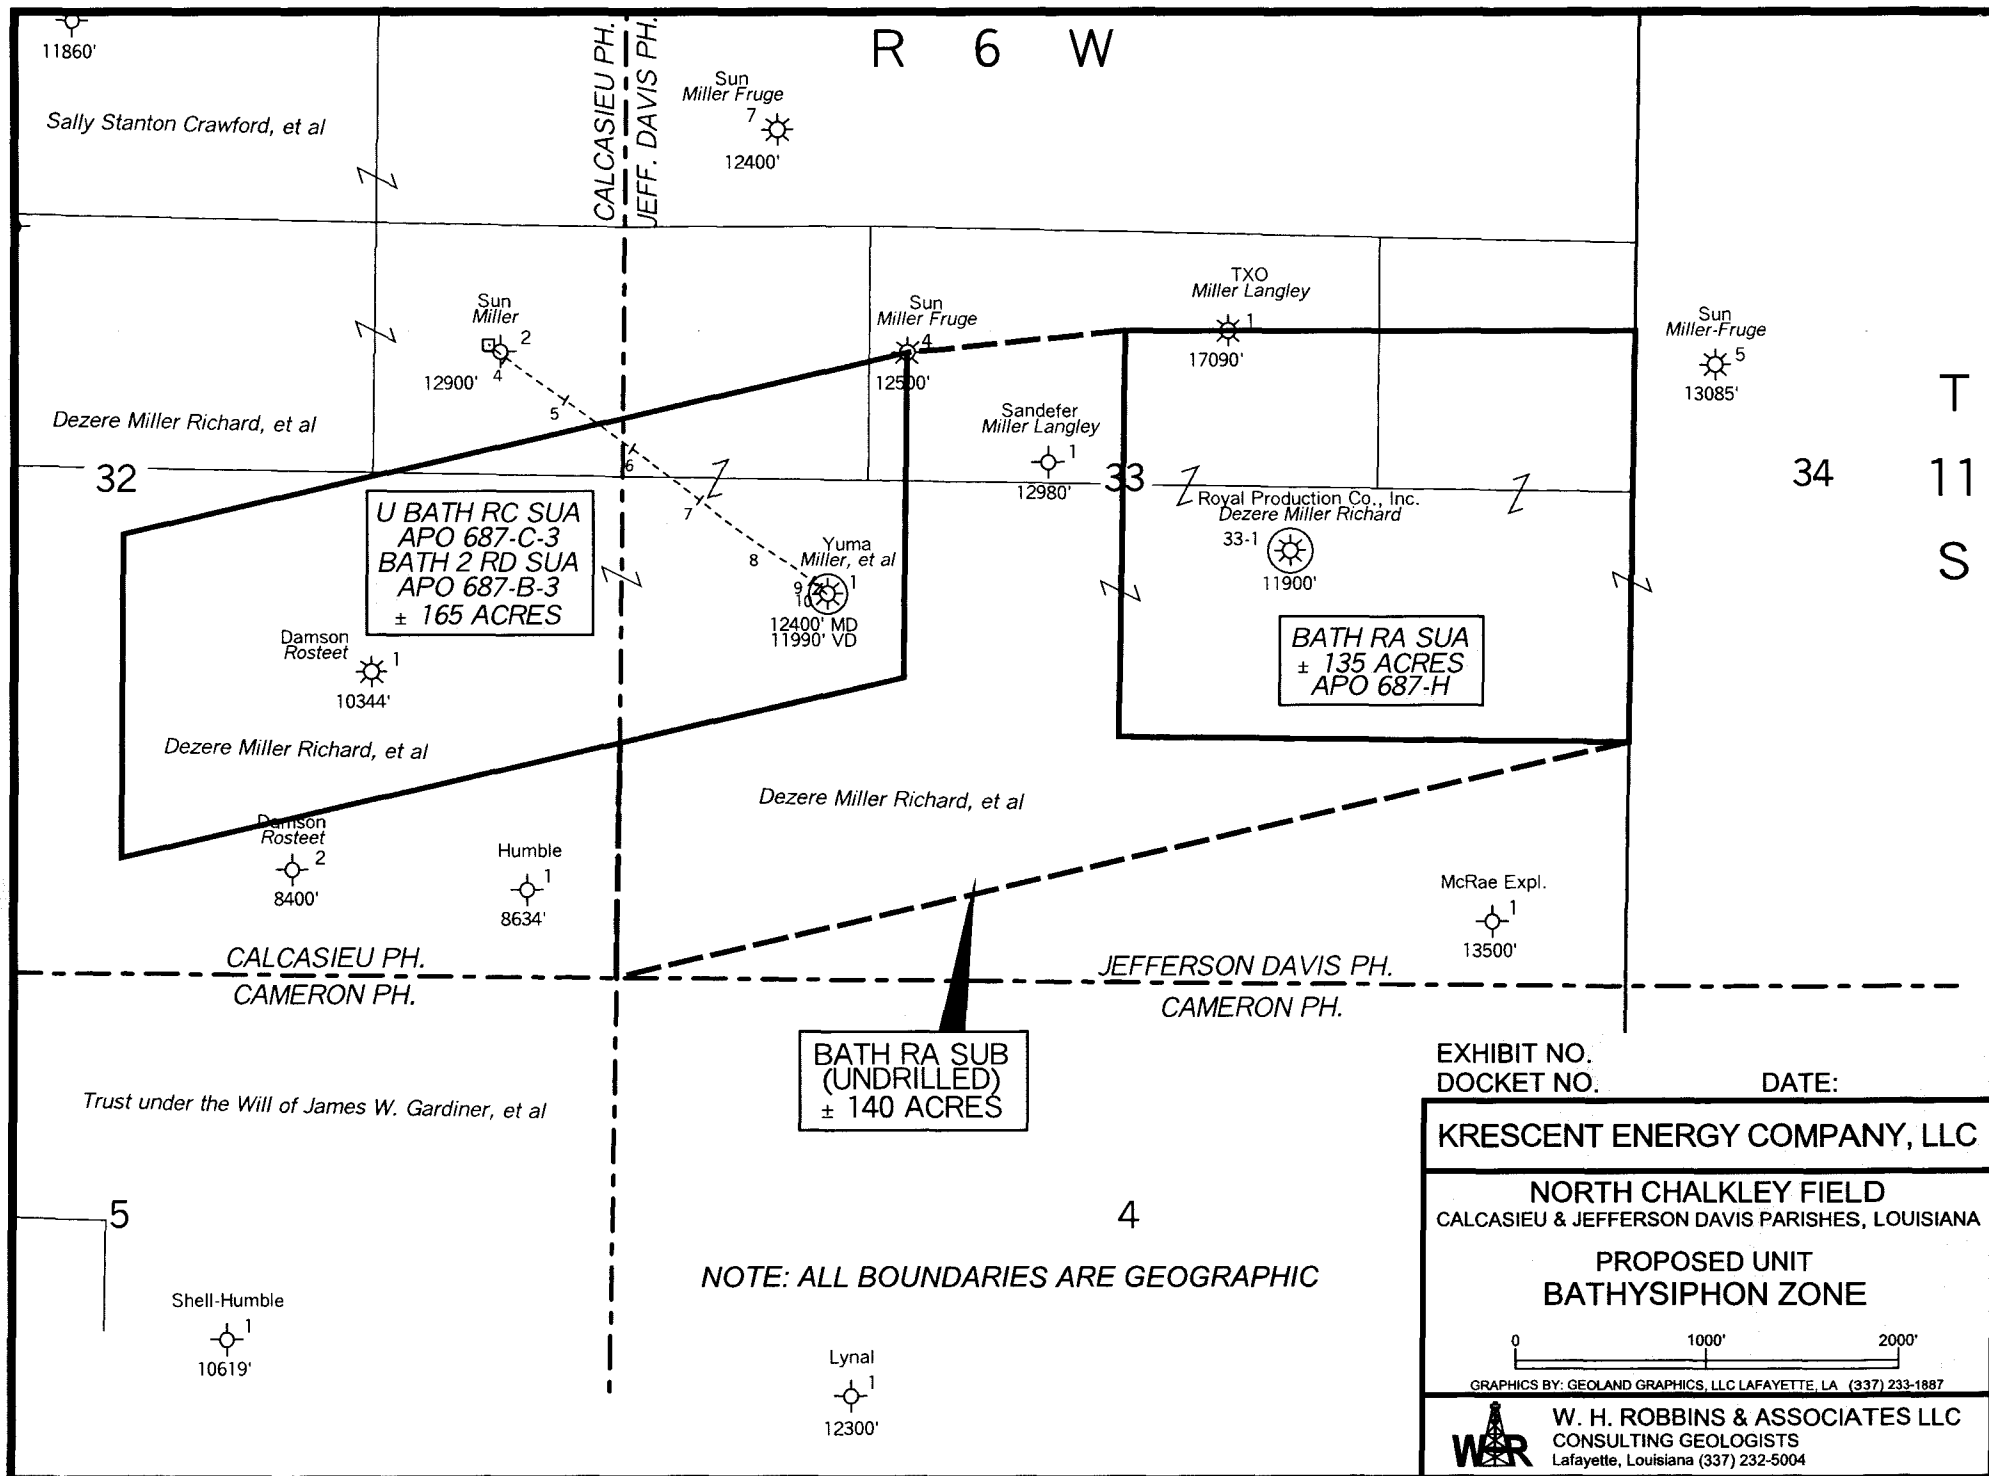 R 6 W
11860'
CALCASIEU PH.
JEFF. DAVIS PH.
Sun
Miller Fruge
7
12400'
Sally Stanton Crawford, et al
Sun
Miller
2
12900'
4
5
6
7
8
9
10
Sun
Miller Fruge
4
12500'
TXO
Miller Langley
1
17090'
Sun
Miller-Fruge
5
13085'
T
11
S
Dezere Miller Richard, et al
Sandefer
Miller Langley
1
12980'
32
33
34
U BATH RC SUA
APO 687-C-3
BATH 2 RD SUA
APO 687-B-3
± 165 ACRES
Yuma
Miller, et al
1
12400' MD
11990' VD
Royal Production Co., Inc.
Dezere Miller Richard
33-1
11900'
Damson
Rosteet
1
10344'
BATH RA SUA
± 135 ACRES
APO 687-H
Dezere Miller Richard, et al
Dezere Miller Richard, et al
Damson
Rosteet
2
8400'
Humble
1
8634'
McRae Expl.
1
13500'
CALCASIEU PH.
CAMERON PH.
JEFFERSON DAVIS PH.
CAMERON PH.
BATH RA SUB
(UNDRILLED)
± 140 ACRES
Trust under the Will of James W. Gardiner, et al
5
4
NOTE: ALL BOUNDARIES ARE GEOGRAPHIC
Shell-Humble
1
10619'
Lynal
1
12300'
EXHIBIT NO.
DOCKET NO. DATE:
KRESCENT ENERGY COMPANY, LLC
NORTH CHALKLEY FIELD
CALCASIEU & JEFFERSON DAVIS PARISHES, LOUISIANA
PROPOSED UNIT
BATHYSIPHON ZONE
0 1000' 2000'
GRAPHICS BY: GEOLAND GRAPHICS, LLC LAFAYETTE, LA (337) 233-1887
WR
W. H. ROBBINS & ASSOCIATES LLC
CONSULTING GEOLOGISTS
Lafayette, Louisiana (337) 232-5004